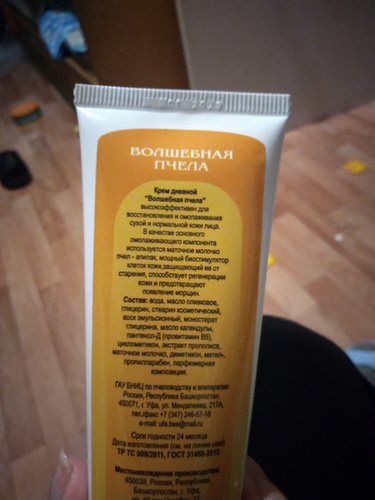 ВОЛШЕБНАЯ
ПЧЕЛА
Крем дневной
"Волшебная пчела"
высокоэффективен для
восстановления и омолаживания
сухой и нормальной кожи лица.
В качестве основного
омолаживающего компонента
используется маточное молочко
пчел - апилак, мощный биостимулятор
клеток кожи,защищающий ее от
старения, способствует регенерации
кожи и предотвращают
появление морщин.
Состав: вода, масло оливковое,
глицерин, стеарин косметический,
воск эмульсионный, моностерат
глицерина, масло календулы,
пантенол-Д (провитамин В5),
циклометикон, экстракт прополиса,
маточное молочко, диметикон, метил-,
пропилпарабен, парфюмерная
композиция.
ГАУ БНИЦ по пчеловодству и апитерапии
Россия, Республика Башкортостан,
450071, г. Уфа, ул. Менделеева, 217А,
тел./факс +7 (347) 246-57-18
e-mail: ufa.bee@mail.ru
Срок годности 24 месяца
Дата изготовления (см. на линии шва)
ТР ТС 009/2011, ГОСТ 31460-2012
Местонахождение производства:
450038, Россия, Республика
Башкортостан, г. Уфа,